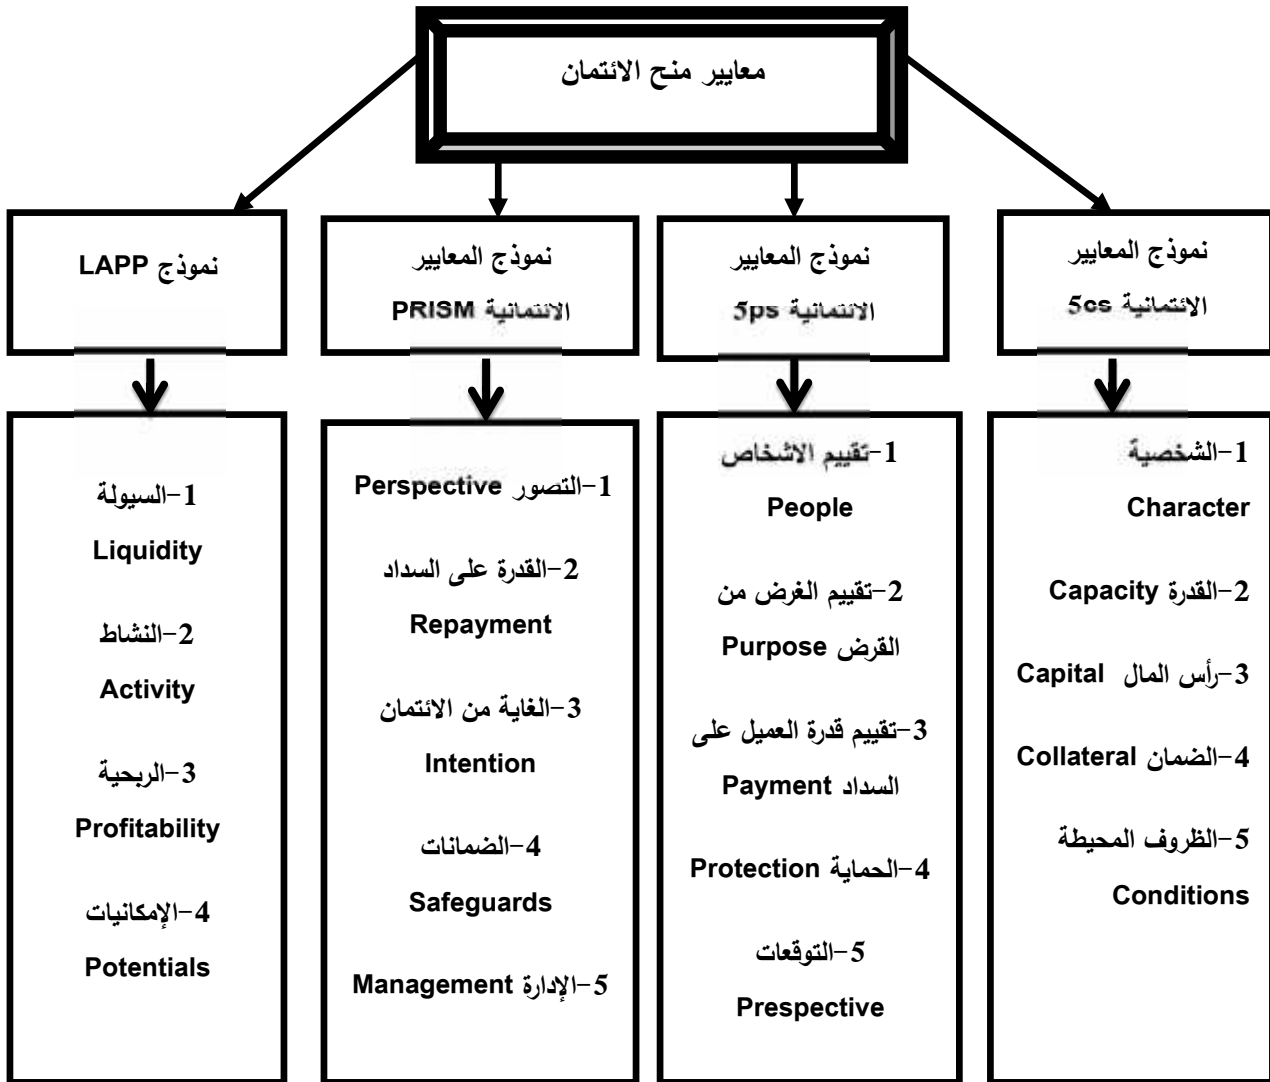 معايير منح الائتمان
نموذج المعايير
الائتمانية 5cs
نموذج المعايير
الائتمانية 5ps
نموذج المعايير
الائتمانية PRISM
نموذج LAPP
1-الشخصية
Character
2-القدرة Capacity
3-رأس المال Capital
4-الضمان Collateral
5-الظروف المحيطة
Conditions
1-تقييم الاشخاص
People
2-تقييم الغرض من
القرض Purpose
3-تقييم قدرة العميل على
السداد Payment
4-الحماية Protection
5-التوقعات
Prespective
1-التصور Perspective
2-القدرة على السداد
Repayment
3-الغاية من الائتمان
Intention
4-الضمانات
Safeguards
5-الإدارة Management
1-السيولة
Liquidity
2-النشاط
Activity
3-الربحية
Profitability
4-الإمكانيات
Potentials